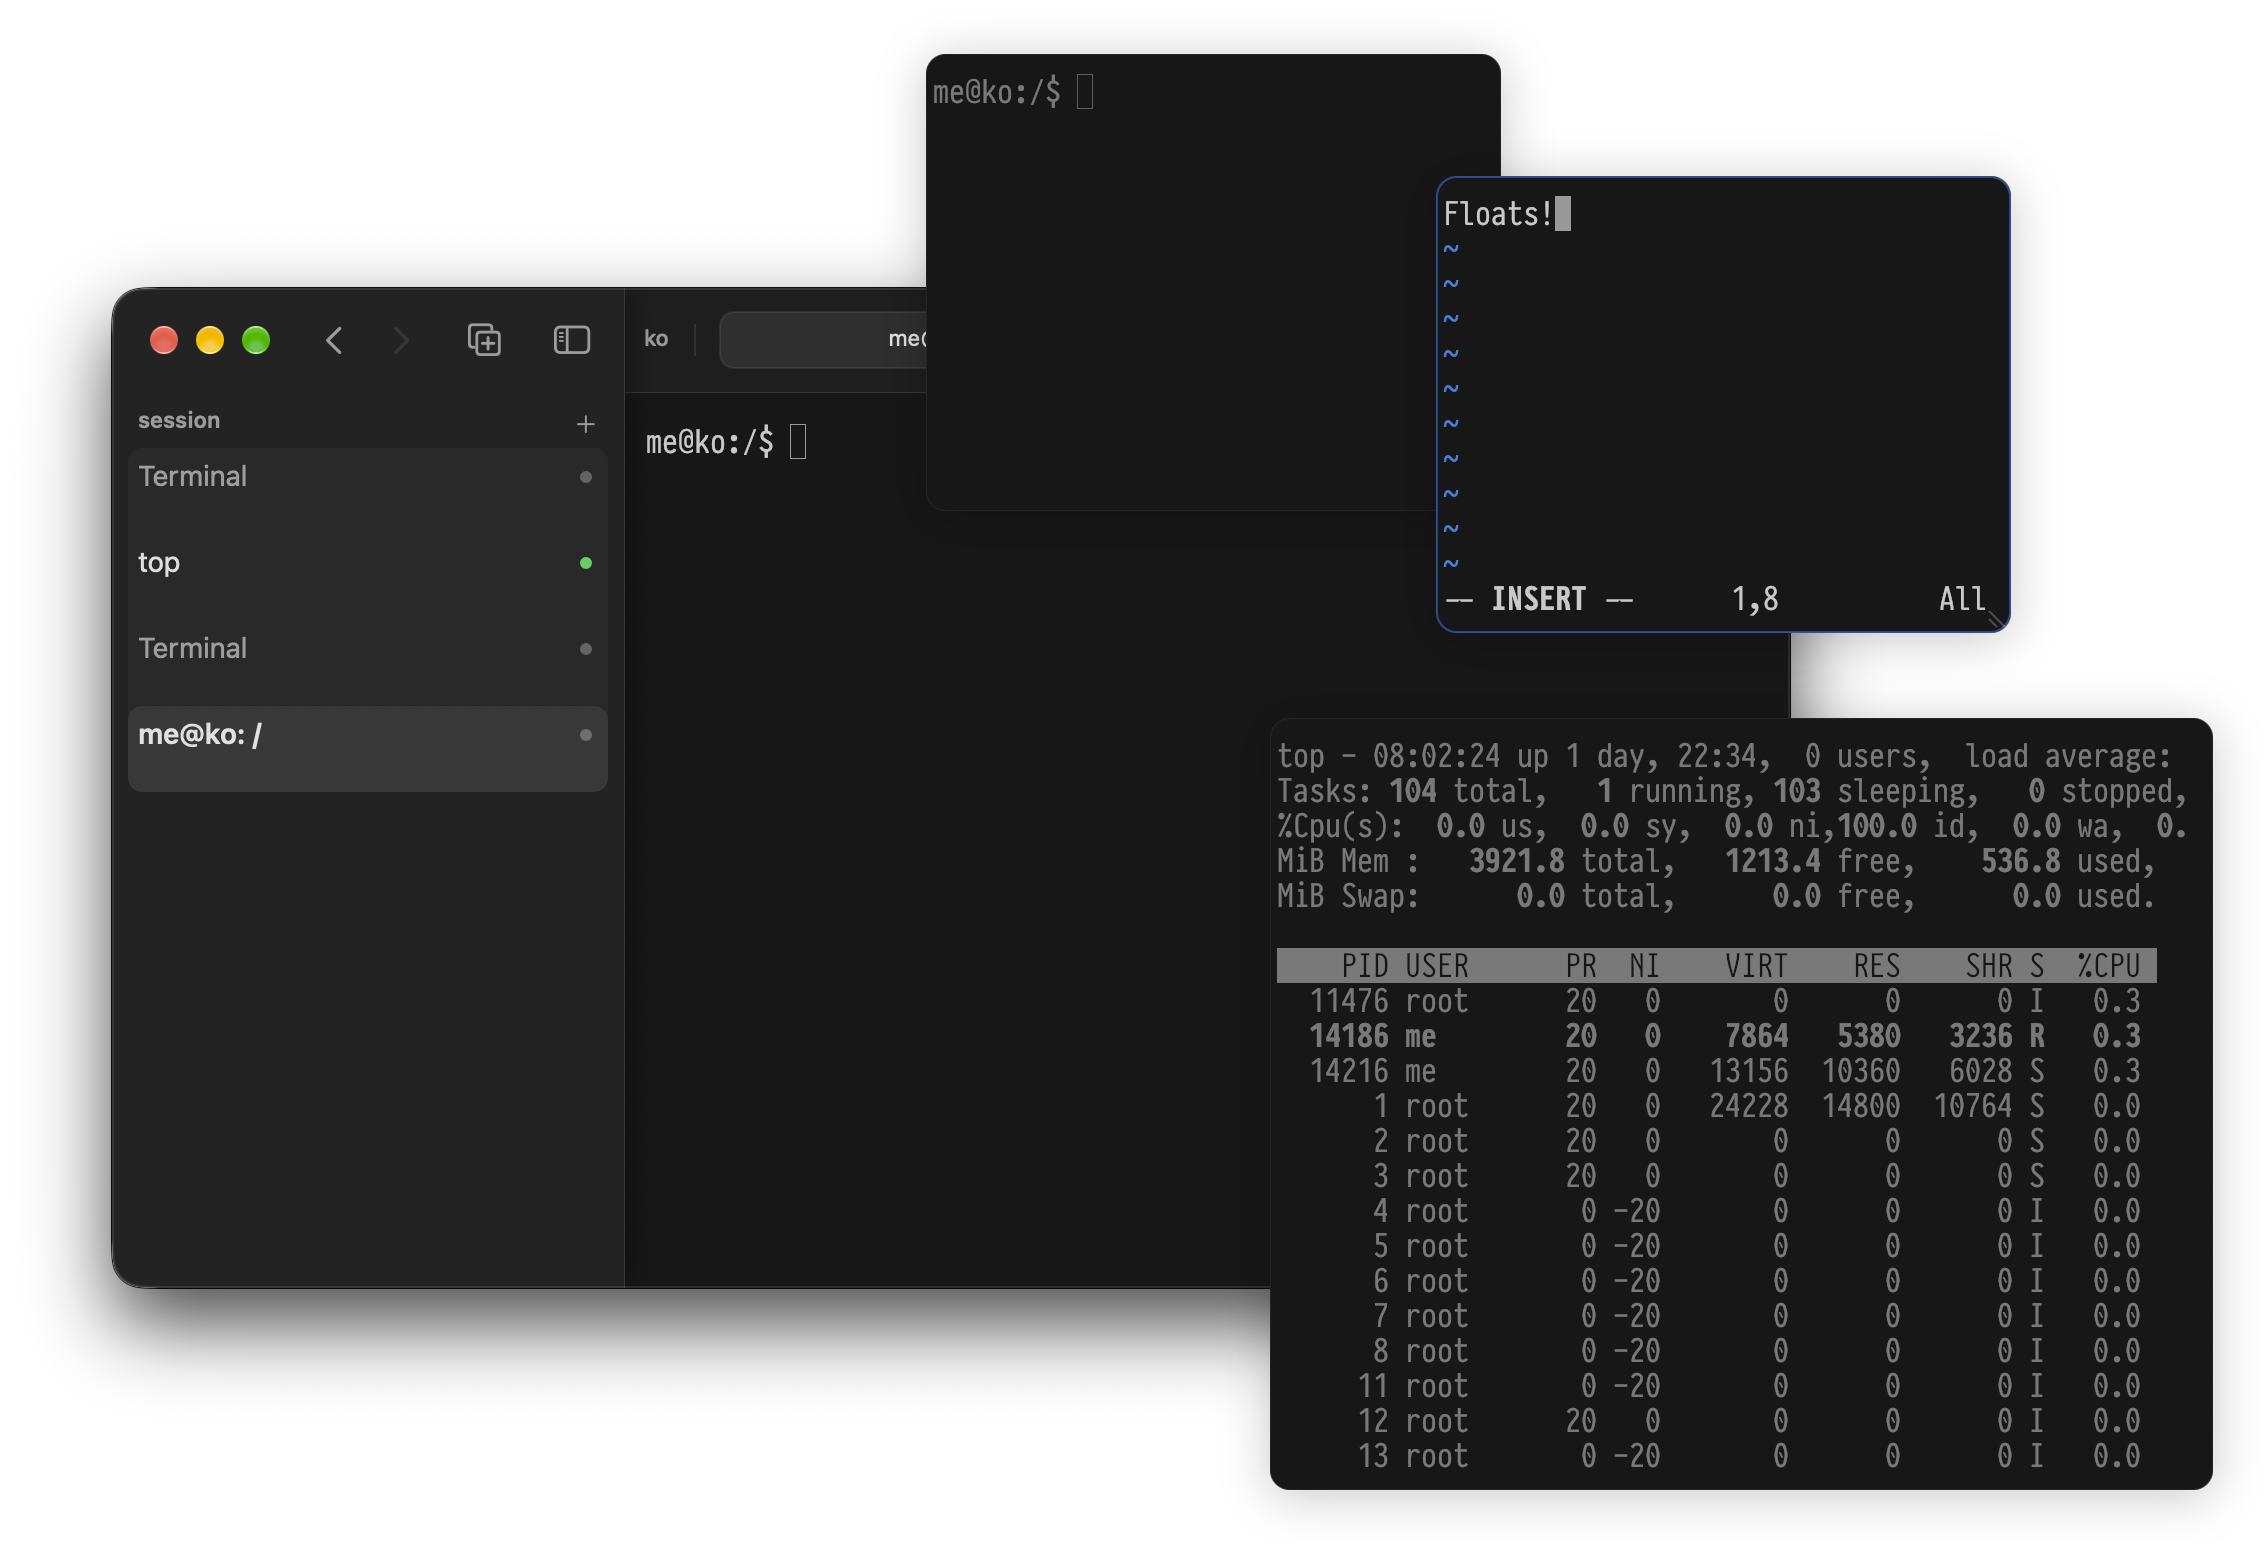 me@ko:/$
Floats!
~
~
~
~
~
~
~
~
~
~
-- INSERT -- 1,8 All
ko
session
Terminal
top
Terminal
me@ko: /
me@ko:/$
top - 08:02:24 up 1 day, 22:34,  0 users,  load average:
Tasks: 104 total,   1 running, 103 sleeping,   0 stopped,
%Cpu(s):  0.0 us,  0.0 sy,  0.0 ni,100.0 id,  0.0 wa,  0.
MiB Mem :   3921.8 total,   1213.4 free,    536.8 used,
MiB Swap:      0.0 total,      0.0 free,      0.0 used.
PID USER PR NI VIRT RES SHR S %CPU
11476 root 20 0 0 0 0 I 0.3
14186 me 20 0 7864 5380 3236 R 0.3
14216 me 20 0 13156 10360 6028 S 0.3
1 root 20 0 24228 14800 10764 S 0.0
2 root 20 0 0 0 0 S 0.0
3 root 20 0 0 0 0 S 0.0
4 root 0 -20 0 0 0 I 0.0
5 root 0 -20 0 0 0 I 0.0
6 root 0 -20 0 0 0 I 0.0
7 root 0 -20 0 0 0 I 0.0
8 root 0 -20 0 0 0 I 0.0
11 root 0 -20 0 0 0 I 0.0
12 root 20 0 0 0 0 I 0.0
13 root 0 -20 0 0 0 I 0.0